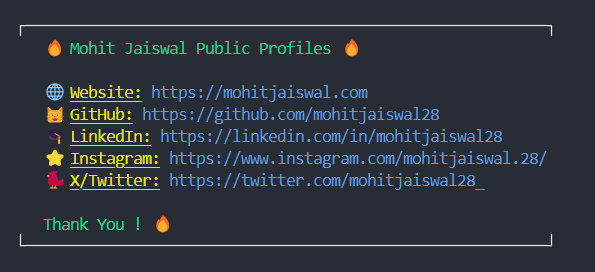 🔥 Mohit Jaiswal Public Profiles 🔥
🌐 Website: https://mohitjaiswal.com
🐱 GitHub: https://github.com/mohitjaiswal28
🎓 LinkedIn: https://linkedin.com/in/mohitjaiswal28
⭐ Instagram: https://www.instagram.com/mohitjaiswal.28/
🐦 X/Twitter: https://twitter.com/mohitjaiswal28_
Thank You ! 🔥